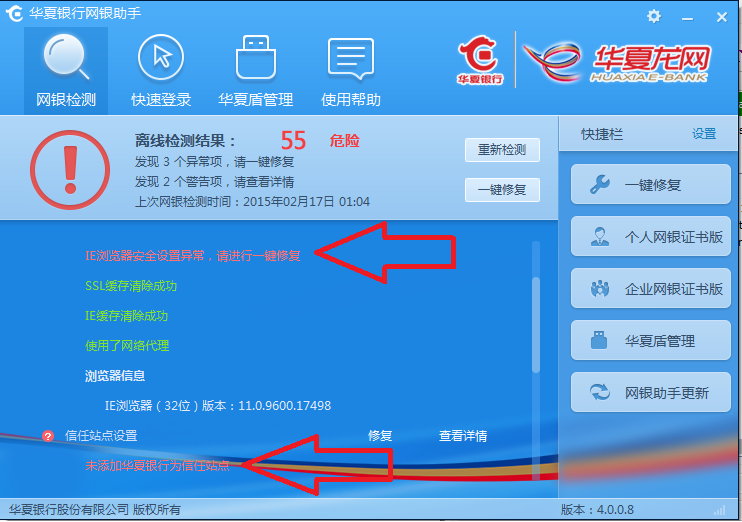 华夏银行网银助手
网银检测 快速登录 华夏盾管理 使用帮助
华夏银行 华夏龙网
HUAXIA E-BANK
离线检测结果： 55 危险
发现 3 个异常项，请一键修复
发现 2 个警告项，请查看详情
上次网银检测时间：2015年02月17日 01:04
重新检测
一键修复
IE浏览器安全设置异常，请进行一键修复
SSL缓存清除成功
IE缓存清除成功
使用了网络代理
浏览器信息
IE浏览器（32位）版本：11.0.9600.17498
信任站点设置 修复 查看详情
未添加华夏银行为信任站点
快捷栏 设置
一键修复
个人网银证书版
企业网银证书版
华夏盾管理
网银助手更新
华夏银行股份有限公司 版权所有 版本：4.0.0.8